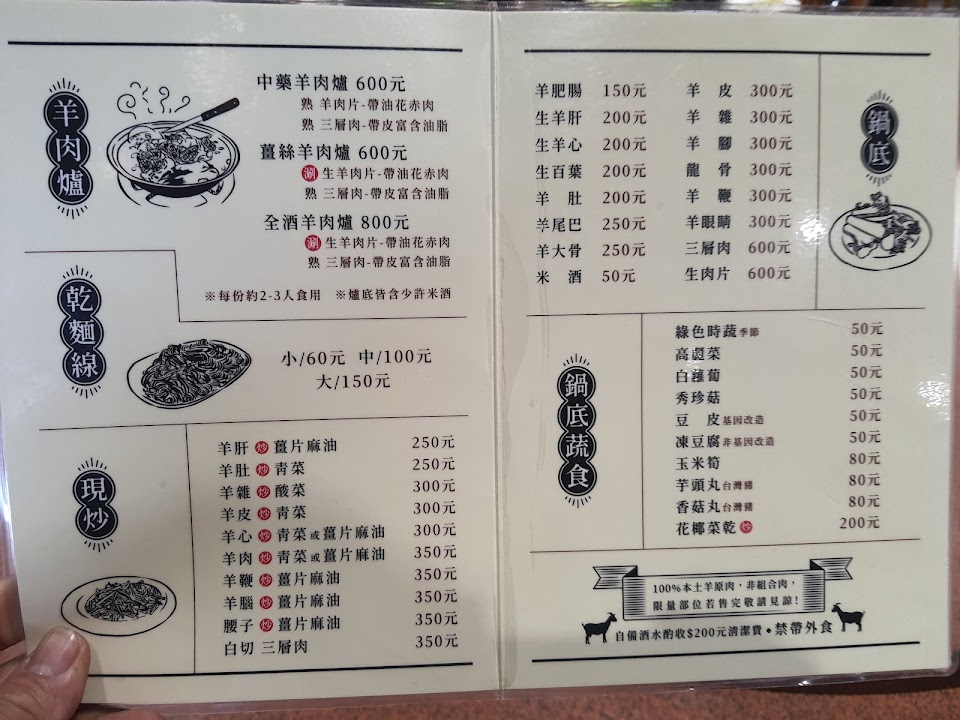 羊肉爐
中藥羊肉爐 600元
熟 羊肉片-帶油花赤肉
熟 三層肉-帶皮富含油脂
薑絲羊肉爐 600元
涮 生羊肉片-帶油花赤肉
熟 三層肉-帶皮富含油脂
全酒羊肉爐 800元
涮 生羊肉片-帶油花赤肉
熟 三層肉-帶皮富含油脂
※每份約2-3人食用 ※爐底皆含少許米酒
乾麵線
小/60元 中/100元
大/150元
現炒
羊肝 炒 薑片麻油 250元
羊肚 炒 青菜 250元
羊雜 炒 酸菜 300元
羊皮 炒 青菜 300元
羊心 炒 青菜或薑片麻油 300元
羊肉 炒 青菜或薑片麻油 350元
羊鞭 炒 薑片麻油 350元
羊腦 炒 薑片麻油 350元
腰子 炒 薑片麻油 350元
白切 三層肉 350元
鍋底
羊肥腸 150元 羊皮 300元
生羊肝 200元 羊雜 300元
生羊心 200元 羊腳 300元
生百葉 200元 龍骨 300元
羊肚 200元 羊鞭 300元
羊尾巴 250元 羊眼睛 300元
羊大骨 250元 三層肉 600元
米酒 50元 生肉片 600元
鍋底蔬食
綠色時蔬季節 50元
高麗菜 50元
白蘿蔔 50元
秀珍菇 50元
豆皮基因改造 50元
凍豆腐非基因改造 50元
玉米筍 80元
芋頭丸台灣豬 80元
香菇丸台灣豬 80元
花椰菜乾 炒 200元
100%本土羊原肉，非組合肉，
限量部位若售完敬請見諒!
自備酒水酌收$200元清潔費•禁帶外食